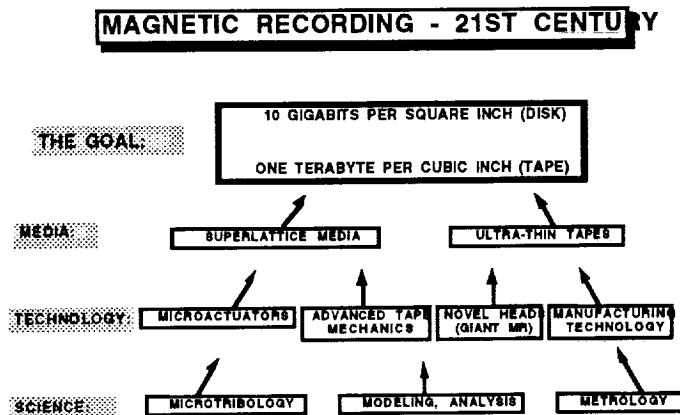 MAGNETIC RECORDING - 21ST CENTURY
THE GOAL:
10 GIGABITS PER SQUARE INCH (DISK)
ONE TERABYTE PER CUBIC INCH (TAPE)
MEDIA:
SUPERLATTICE MEDIA
ULTRA-THIN TAPES
TECHNOLOGY:
MICROACTUATORS
ADVANCED TAPE
MECHANICS
NOVEL HEADS
(GIANT MR)
MANUFACTURING
TECHNOLOGY
SCIENCE:
MICROTRIBOLOGY
MODELING, ANALYSIS
METROLOGY